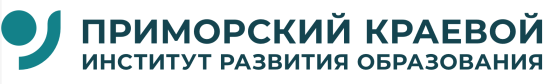 ПРИМОРСКИЙ КРАЕВОЙ
ИНСТИТУТ РАЗВИТИЯ ОБРАЗОВАНИЯ